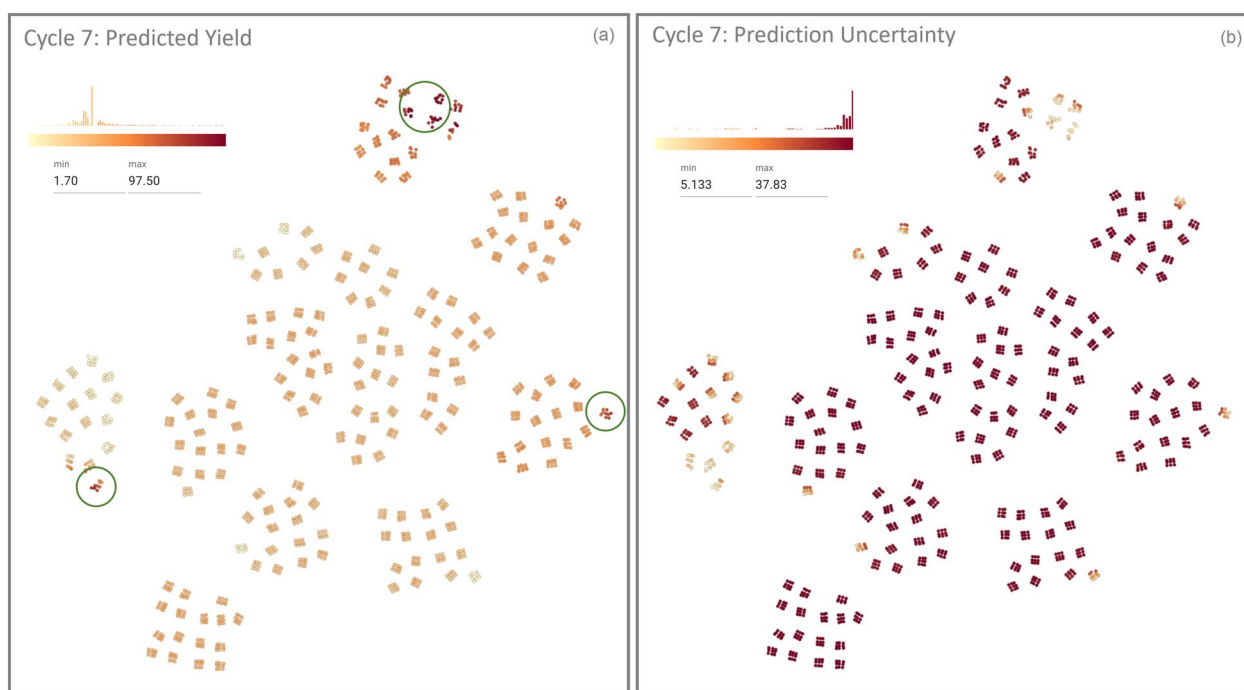 Cycle 7: Predicted Yield
(a)
min
max
1.70
97.50
Cycle 7: Prediction Uncertainty
(b)
min
max
5.133
37.83